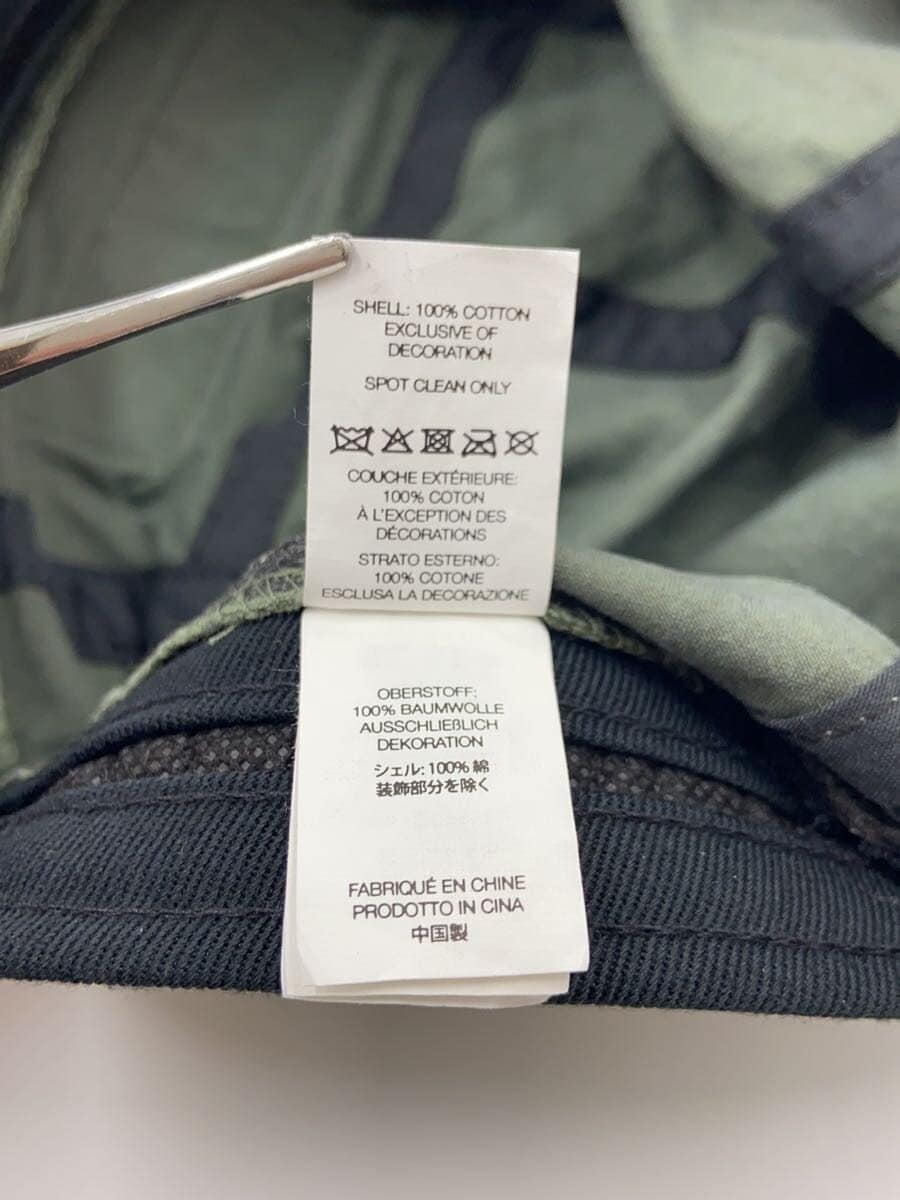 SHELL: 100% COTTON
EXCLUSIVE OF
DECORATION
SPOT CLEAN ONLY
COUCHE EXTÉRIEURE:
100% COTON
À L'EXCEPTION DES
DÉCORATIONS
STRATO ESTERNO:
100% COTONE
ESCLUSA LA DECORAZIONE
OBERSTOFF:
100% BAUMWOLLE
AUSSCHLIEßLICH
DEKORATION
シェル: 100% 綿
装飾部分を除く
FABRIQUÉ EN CHINE
PRODOTTO IN CINA
中国製